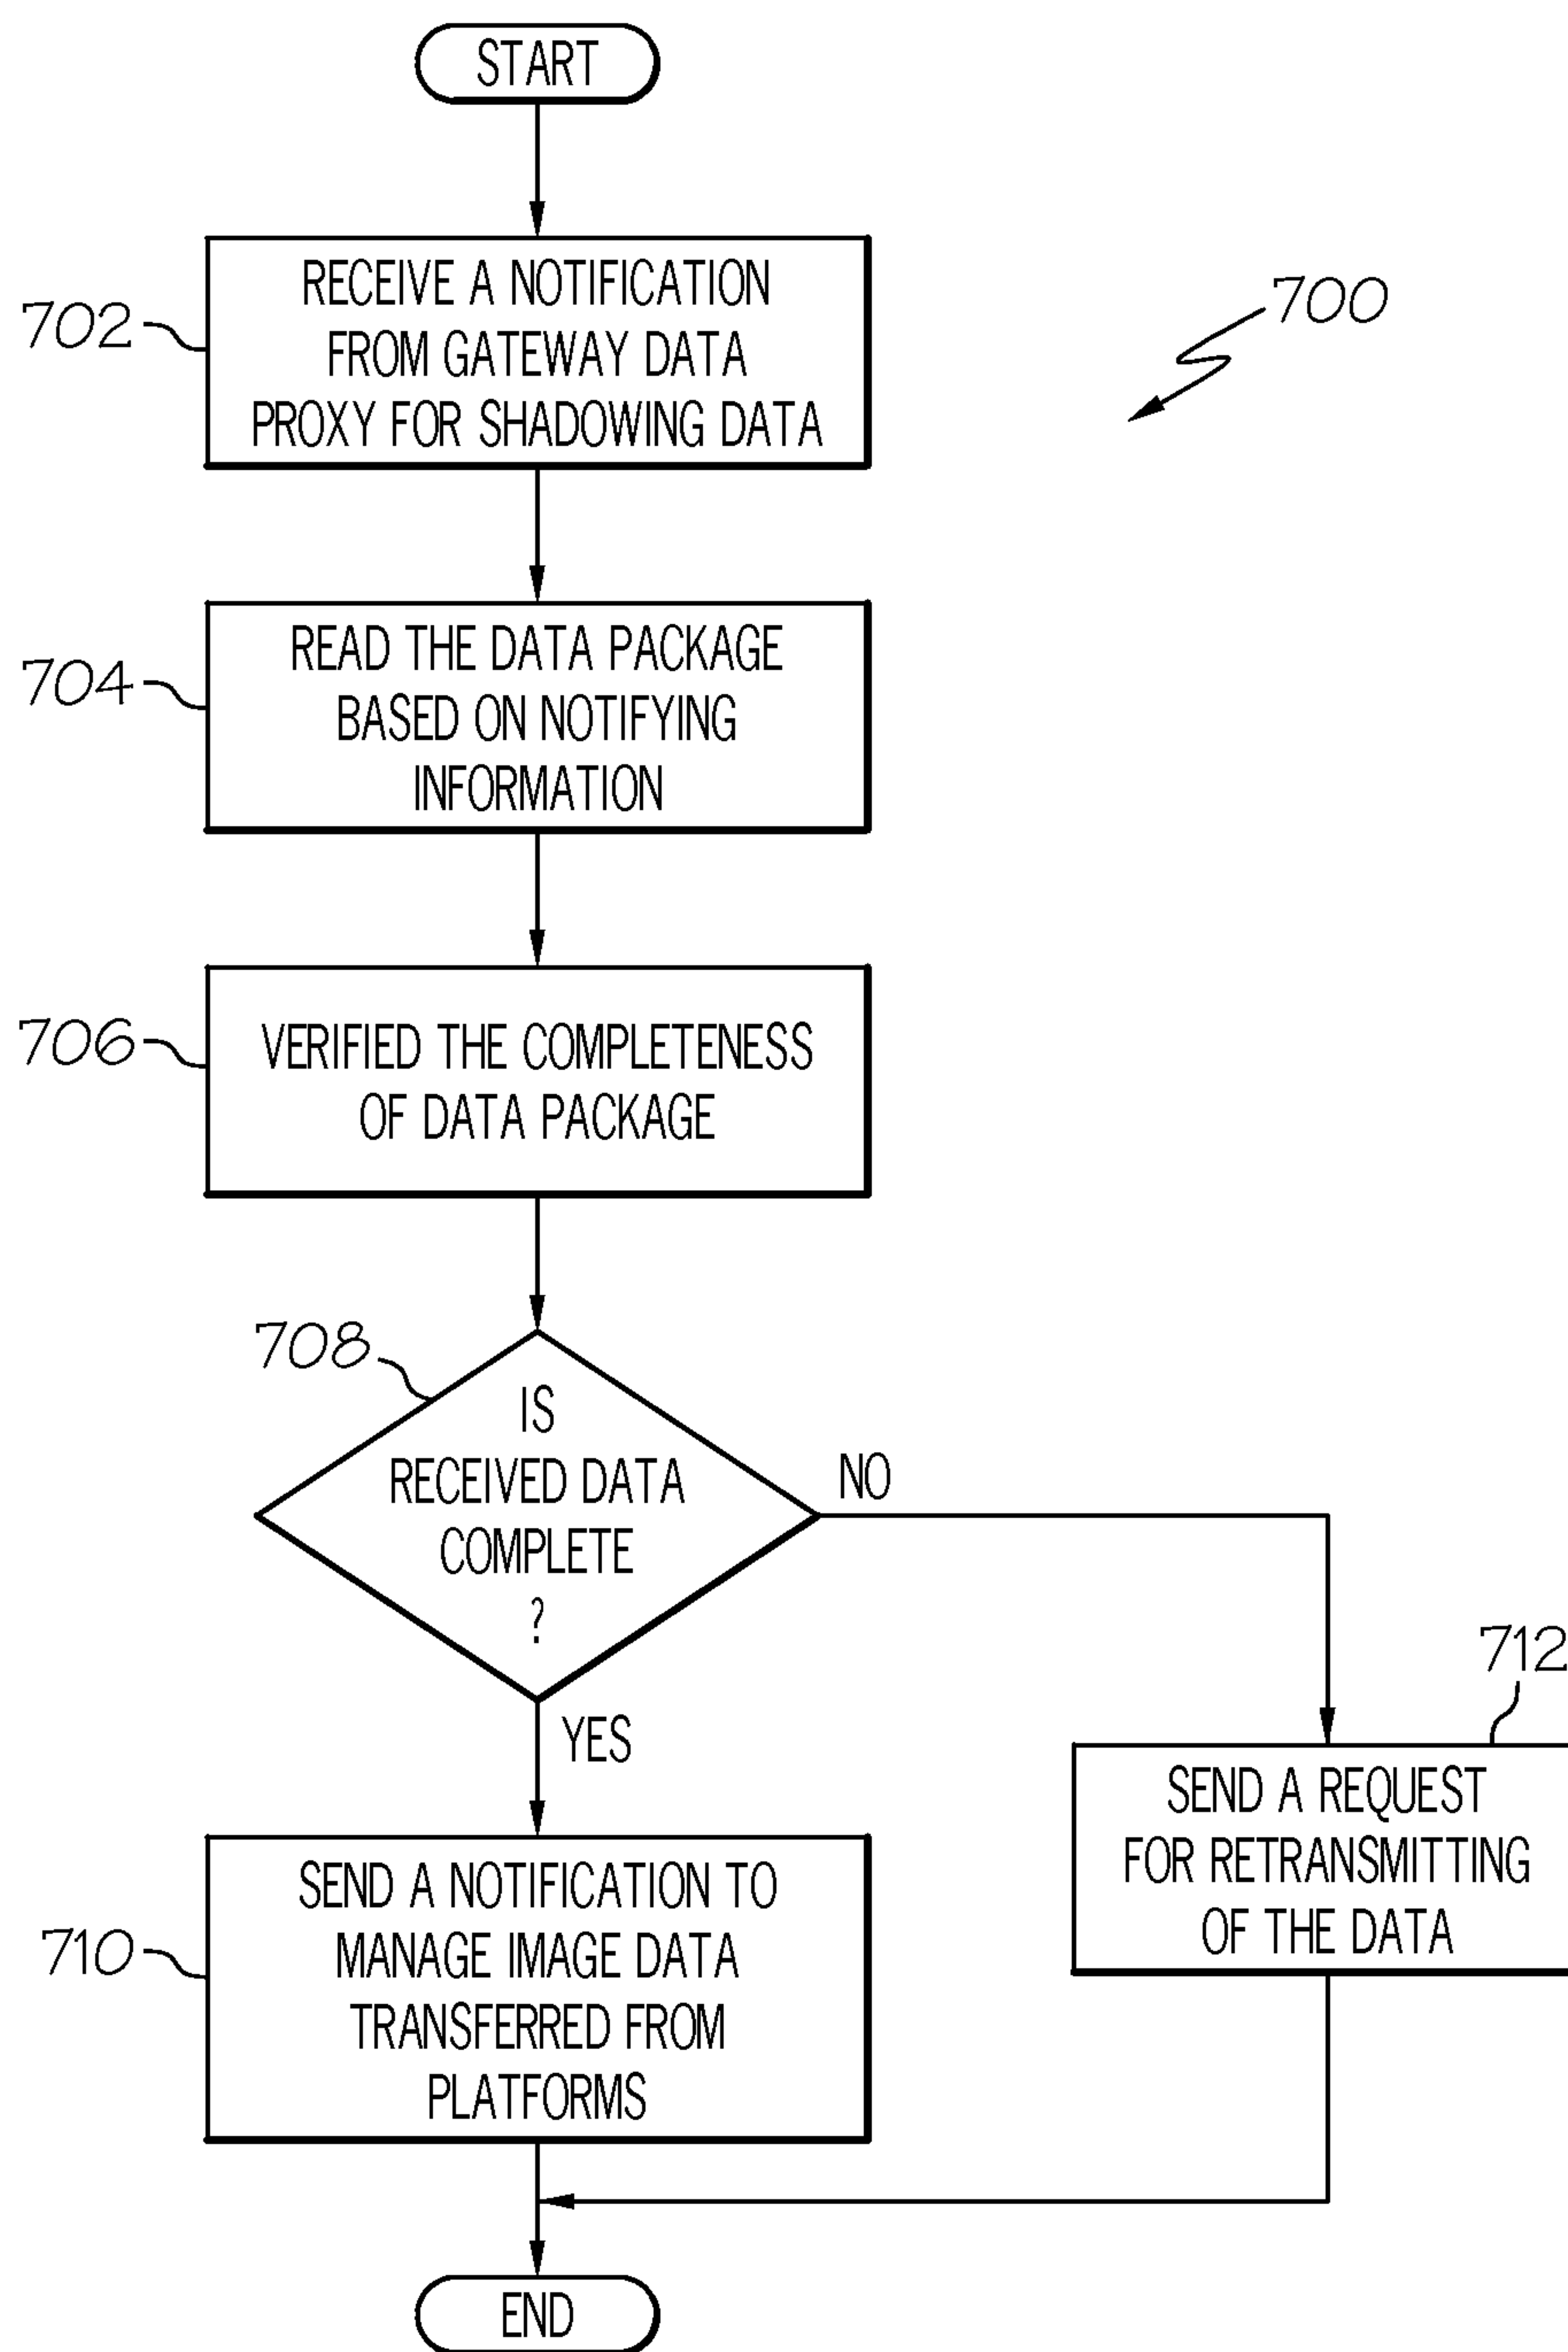 START
RECEIVE A NOTIFICATION
FROM GATEWAY DATA
PROXY FOR SHADOWING DATA
702
700
READ THE DATA PACKAGE
BASED ON NOTIFYING
INFORMATION
704
VERIFIED THE COMPLETENESS
OF DATA PACKAGE
706
708
IS
RECEIVED DATA
COMPLETE
?
NO
YES
712
SEND A REQUEST
FOR RETRANSMITTING
OF THE DATA
SEND A NOTIFICATION TO
MANAGE IMAGE DATA
TRANSFERRED FROM
PLATFORMS
710
END